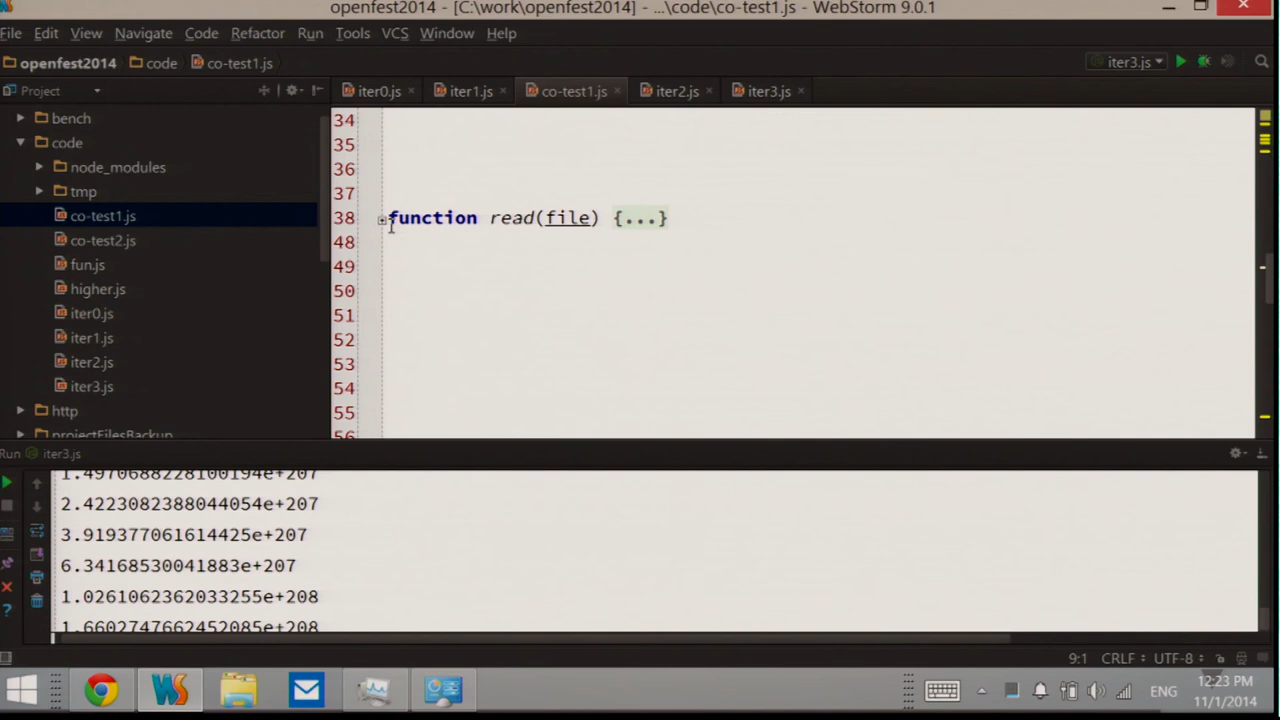 openfest2014 - [C:\work\openfest2014] - ...\code\co-test1.js - WebStorm 9.0.1
File Edit View Navigate Code Refactor Run Tools VCS Window Help
openfest2014 code co-test1.js iter3.js
Project iter0.js iter1.js co-test1.js iter2.js iter3.js
bench
code
node_modules
tmp
co-test1.js
co-test2.js
fun.js
higher.js
iter0.js
iter1.js
iter2.js
iter3.js
http
projectFilesBackup
34
35
36
37
38 function read(file) {...}
48
49
50
51
52
53
54
55
56
Run iter3.js
1.4970688228100194e+207
2.4223082388044054e+207
3.919377061614425e+207
6.34168530041883e+207
1.0261062362033255e+208
1.6602747662452085e+208
9:1 CRLF UTF-8
ENG 12:23 PM
11/1/2014